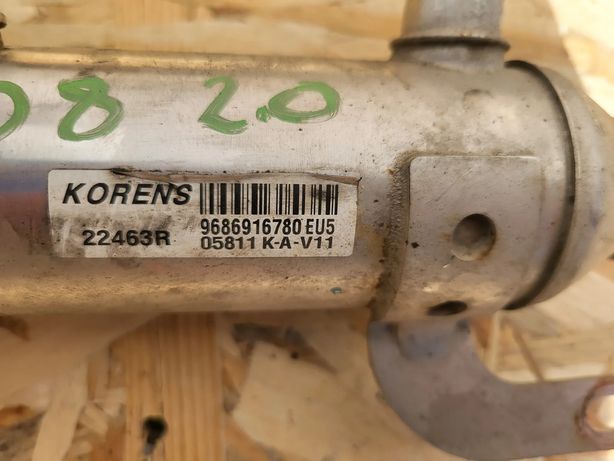 08 2.0
KORENS
9686916780 EU5
22463R
05811 K-A-V11